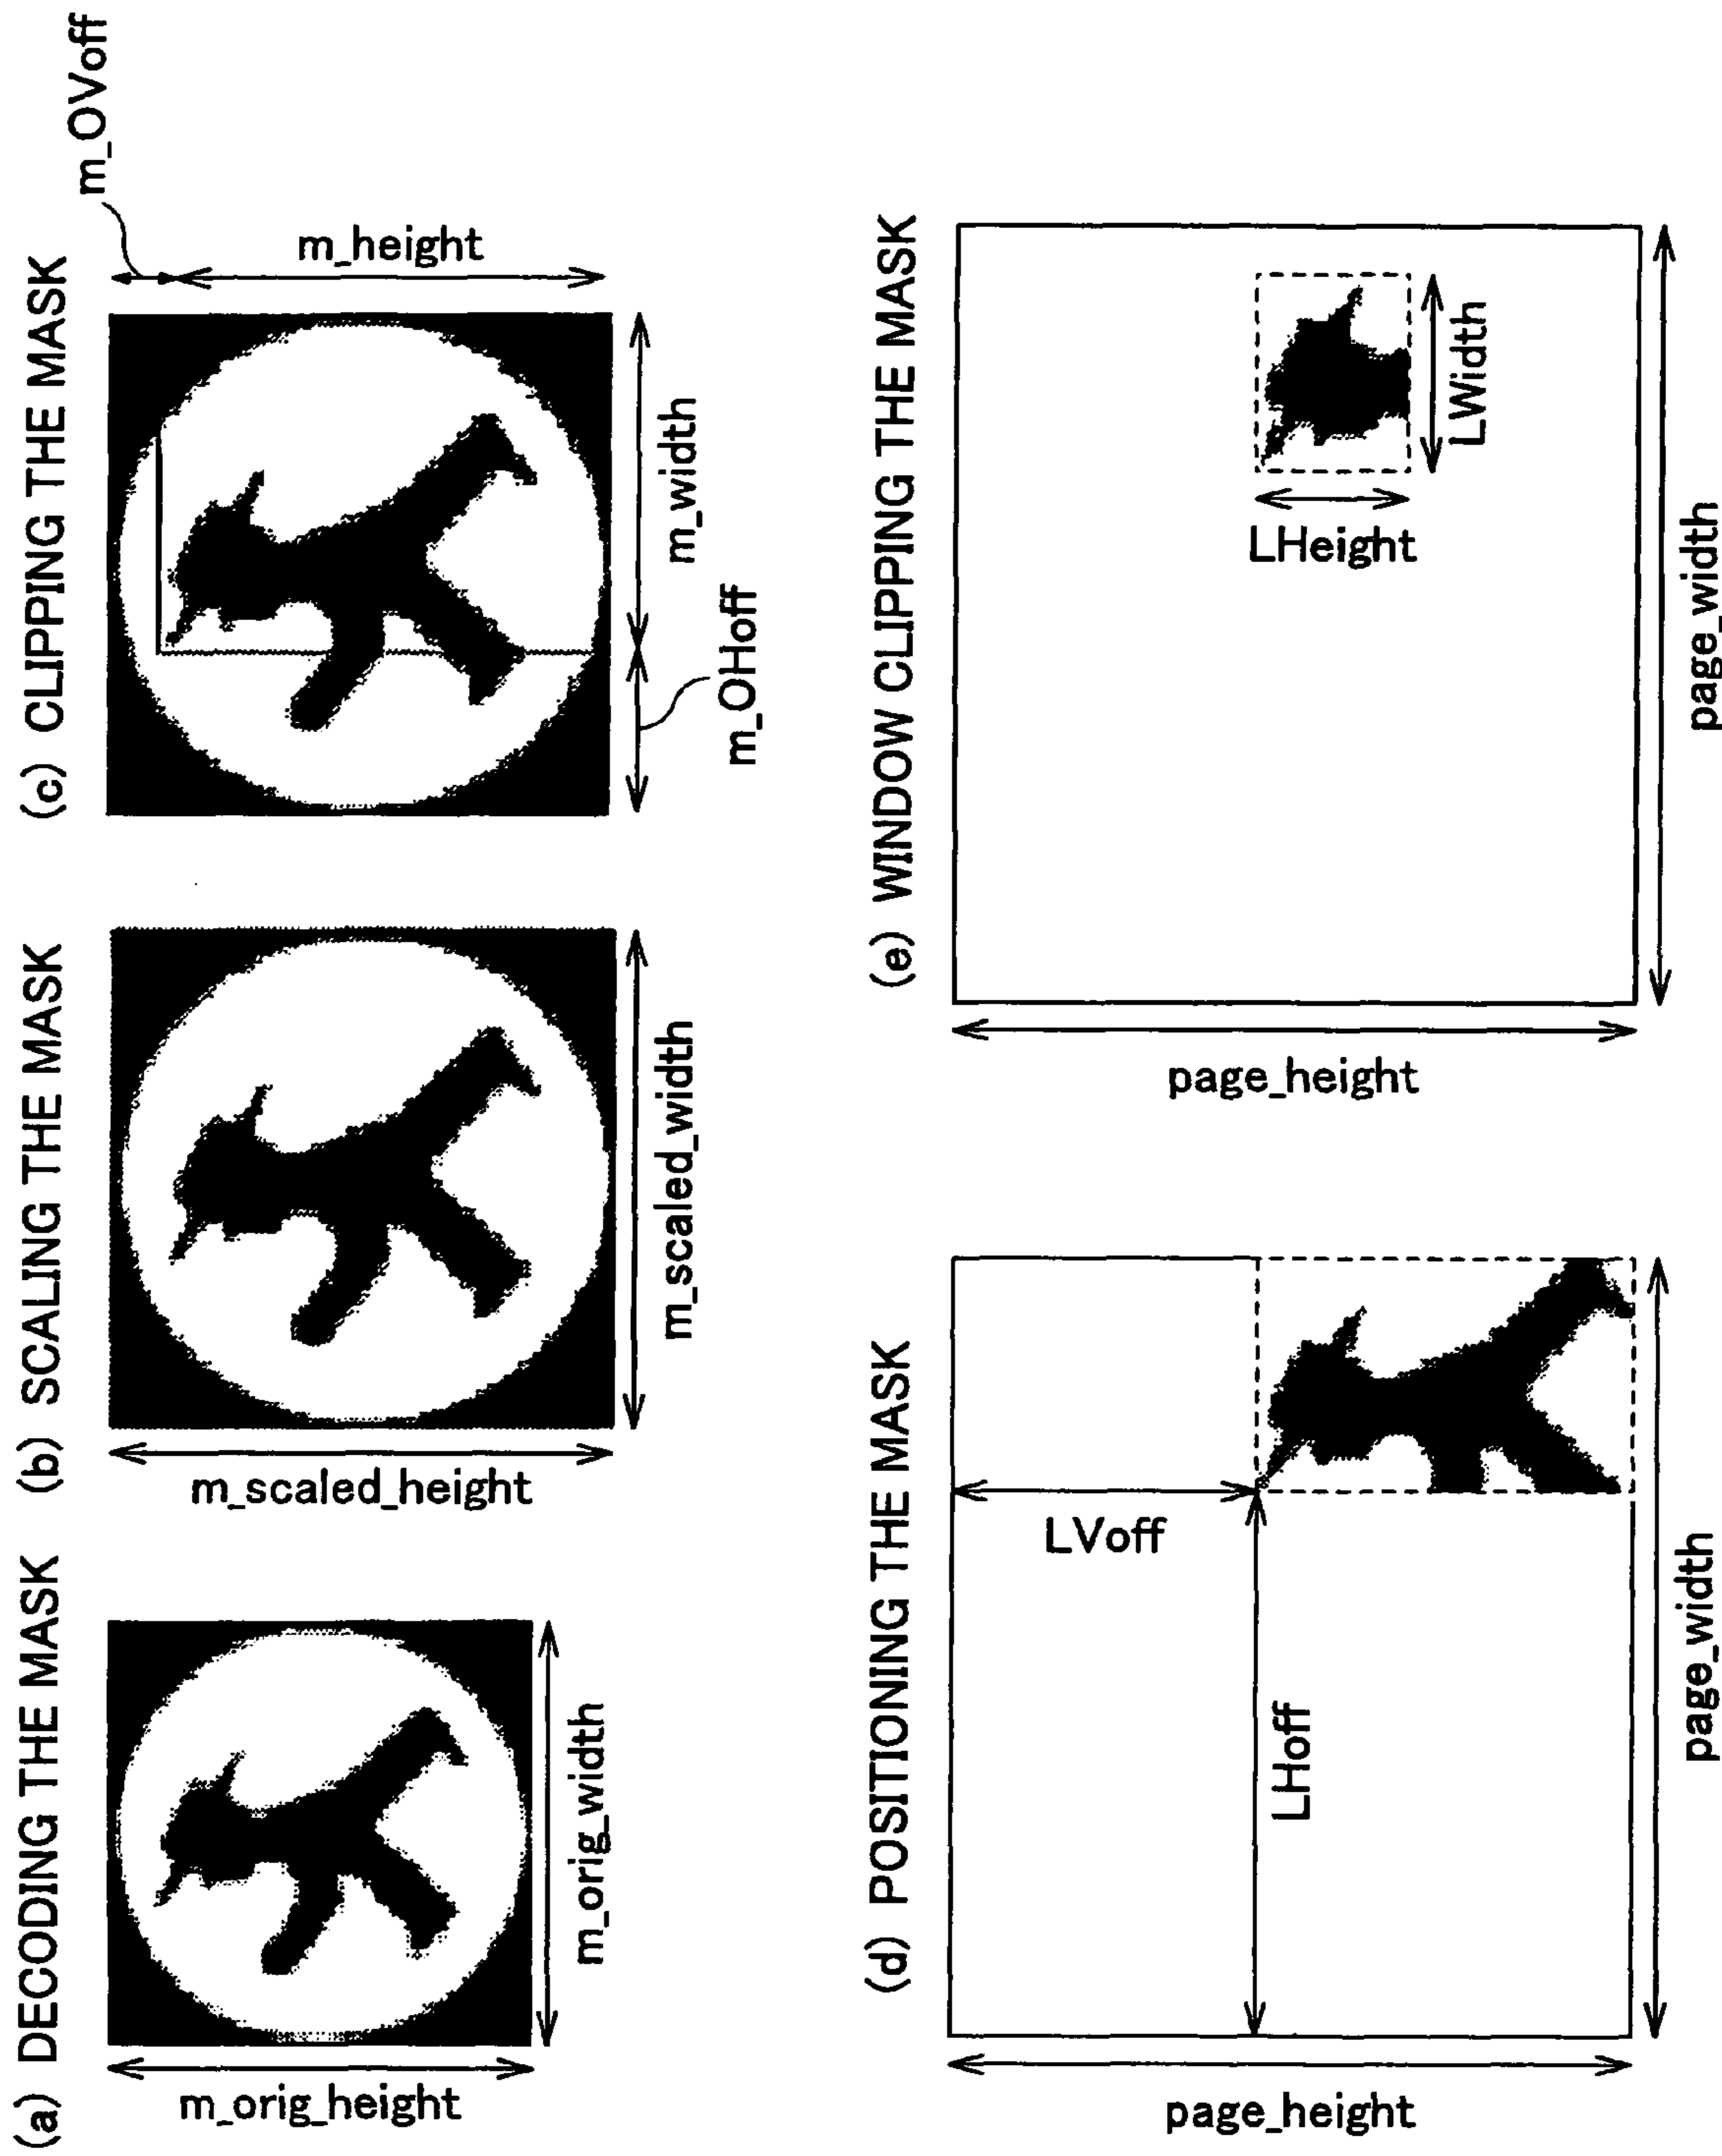 (a) DECODING THE MASK
m_orig_height
m_orig_width
(b) SCALING THE MASK
m_scaled_height
m_scaled_width
(c) CLIPPING THE MASK
m_OVoff
m_height
m_width
m_OHoff
(d) POSITIONING THE MASK
LVoff
LHoff
page_height
page_width
(e) WINDOW CLIPPING THE MASK
LHeight
LWidth
page_height
page_width